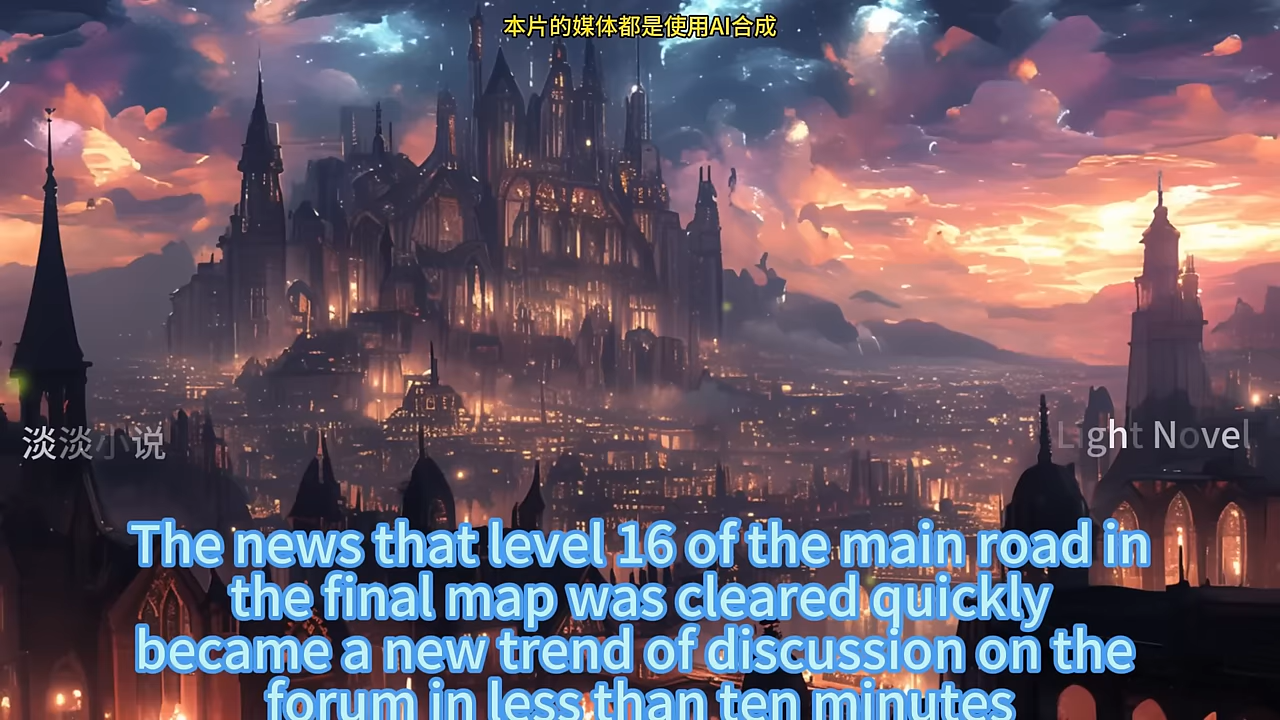 本片的媒体都是使用AI合成
淡淡小说
Light Novel
The news that level 16 of the main road in
the final map was cleared quickly
became a new trend of discussion on the
forum in less than ten minutes